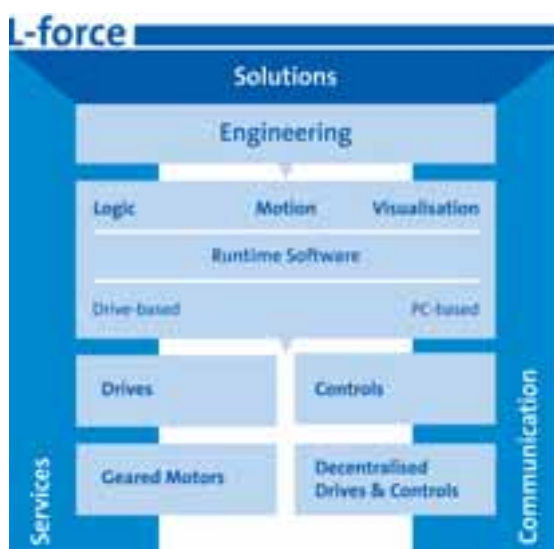 L-force
Solutions
Engineering
Logic Motion Visualisation
Runtime Software
Drive-based PC-based
Drives Controls
Geared Motors Decentralised
Drives & Controls
Services
Communication